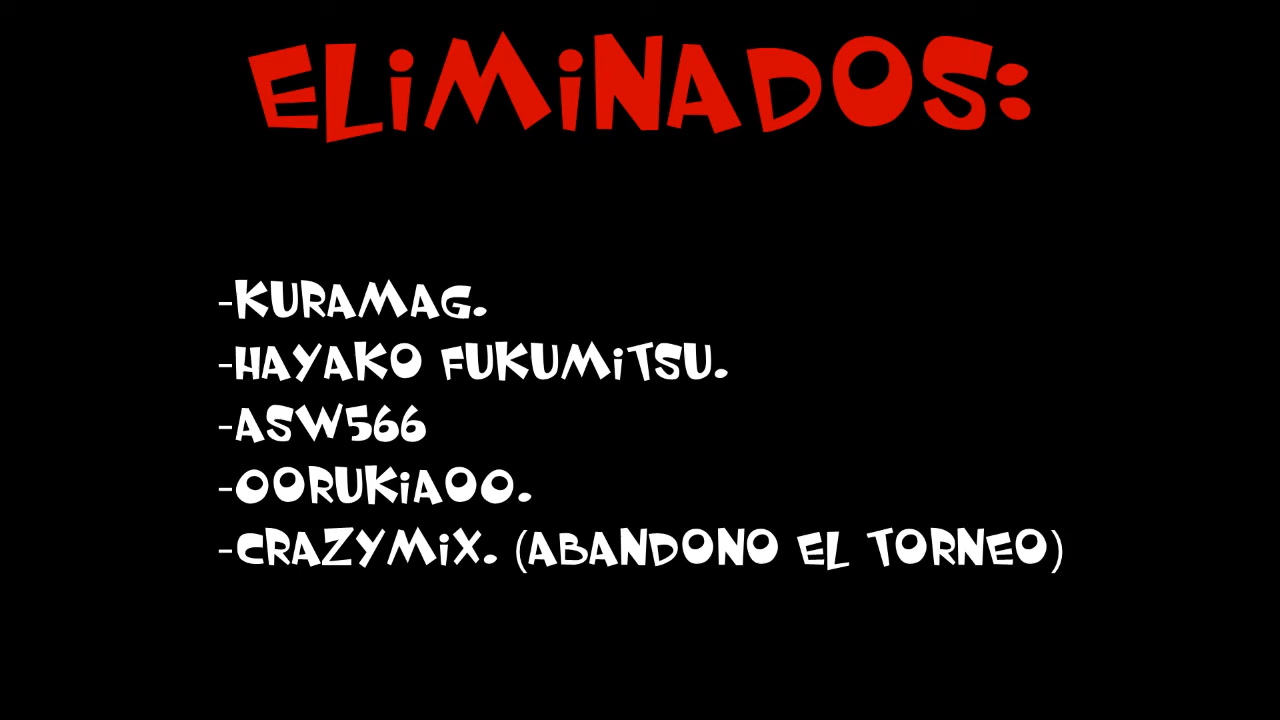 ELiMiNADOS:
-KURAMAG.
-HAYAKO FUKUMiTSU.
-ASW566
-OORUKiAOO.
-CRAZYMiX. (ABANDONO EL TORNEO)